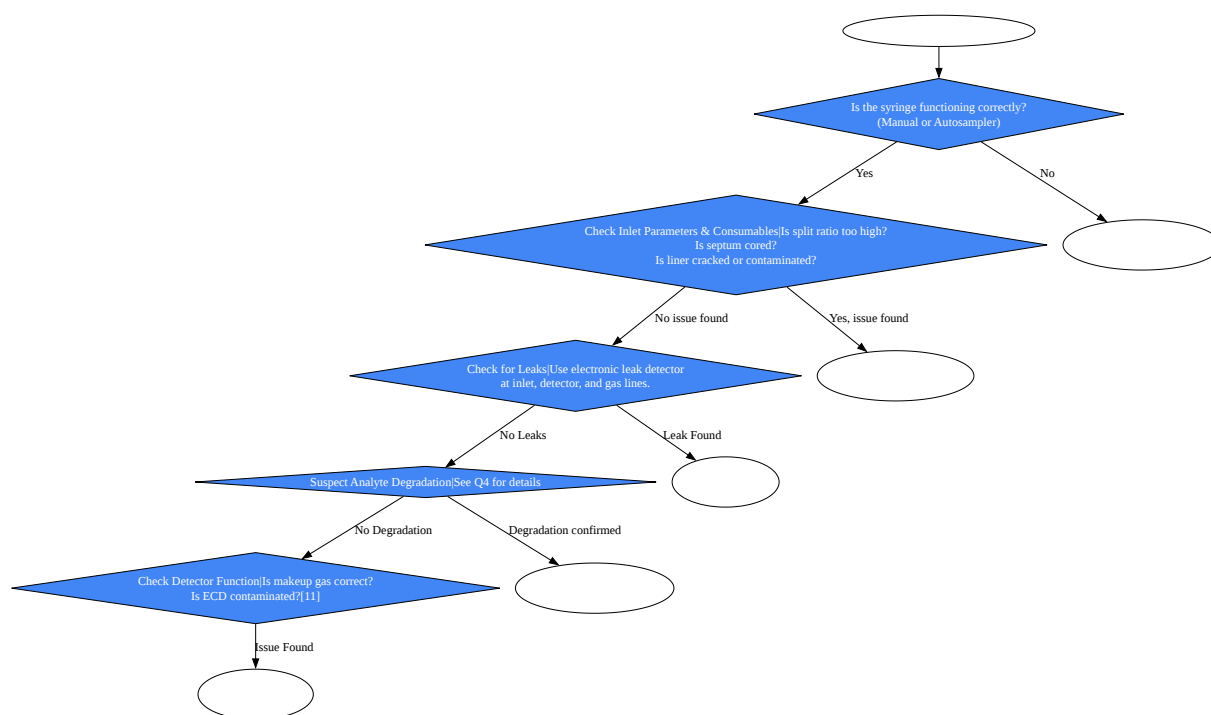 Is the syringe functioning correctly?
(Manual or Autosampler)
Yes
No
Check Inlet Parameters & Consumables|Is split ratio too high?
Is septum cored?
Is liner cracked or contaminated?
No issue found
Yes, issue found
Check for Leaks|Use electronic leak detector
at inlet, detector, and gas lines.
No Leaks
Leak Found
Suspect Analyte Degradation|See Q4 for details
No Degradation
Degradation confirmed
Check Detector Function|Is makeup gas correct?
Is ECD contaminated?[11]
Issue Found